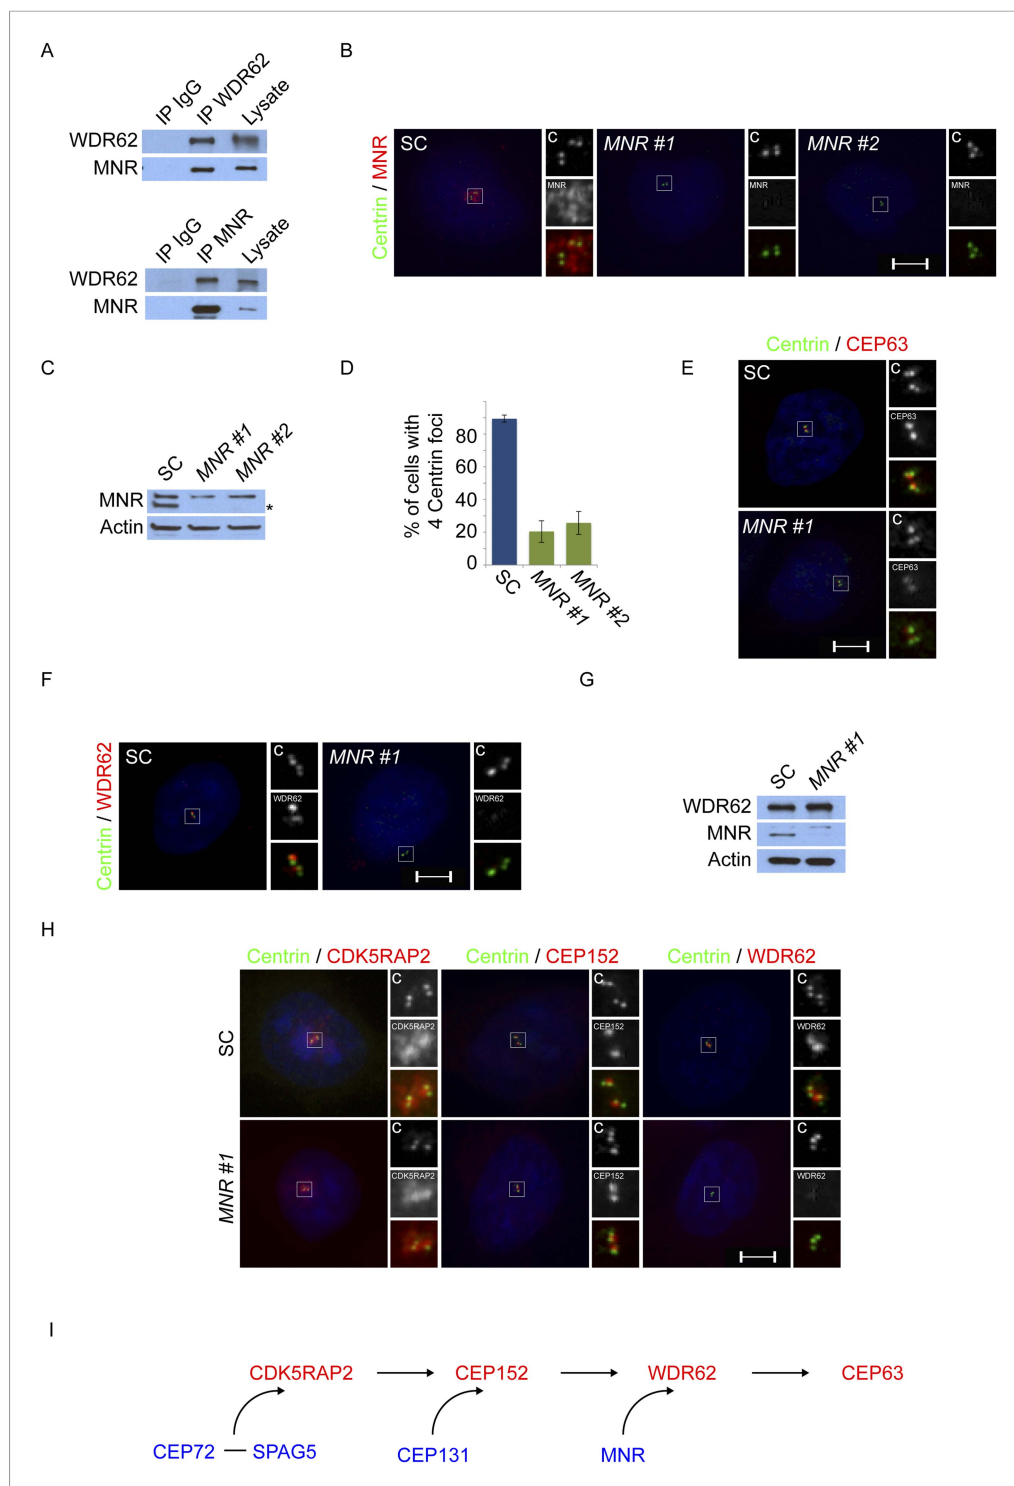 A
IP IgG
IP WDR62
Lysate
WDR62
MNR
IP IgG
IP MNR
Lysate
WDR62
MNR
B
Centrin / MNR
SC
C
MNR
MNR #1
C
MNR
MNR #2
C
MNR
C
SC
MNR #1
MNR #2
MNR
*
Actin
D
% of cells with
4 Centrin foci
80
60
40
20
0
SC
MNR #1
MNR #2
E
Centrin / CEP63
SC
C
CEP63
MNR #1
C
CEP63
F
Centrin / WDR62
SC
C
WDR62
MNR #1
C
WDR62
G
SC
MNR #1
WDR62
MNR
Actin
H
Centrin / CDK5RAP2
Centrin / CEP152
Centrin / WDR62
SC
C
CDK5RAP2
C
CEP152
C
WDR62
MNR #1
C
CDK5RAP2
C
CEP152
C
WDR62
I
CDK5RAP2
CEP152
WDR62
CEP63
CEP72 — SPAG5
CEP131
MNR